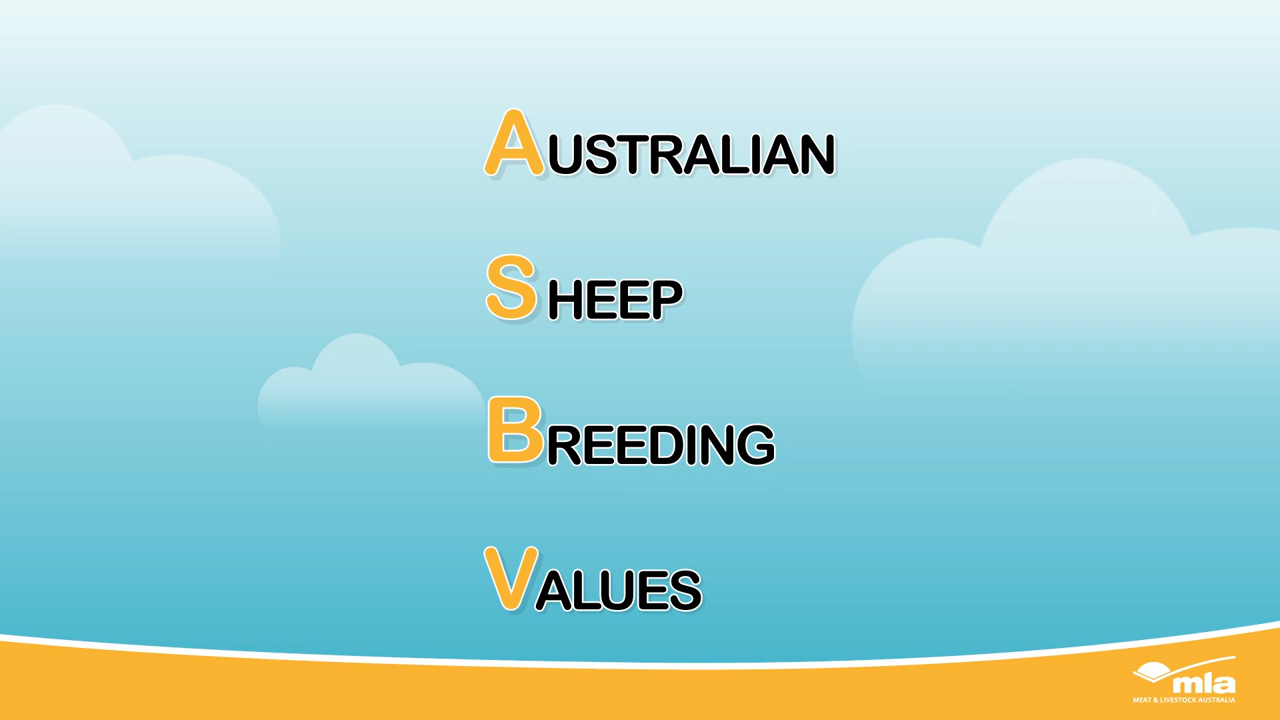 AUSTRALIAN
SHEEP
BREEDING
VALUES
mla
MEAT & LIVESTOCK AUSTRALIA